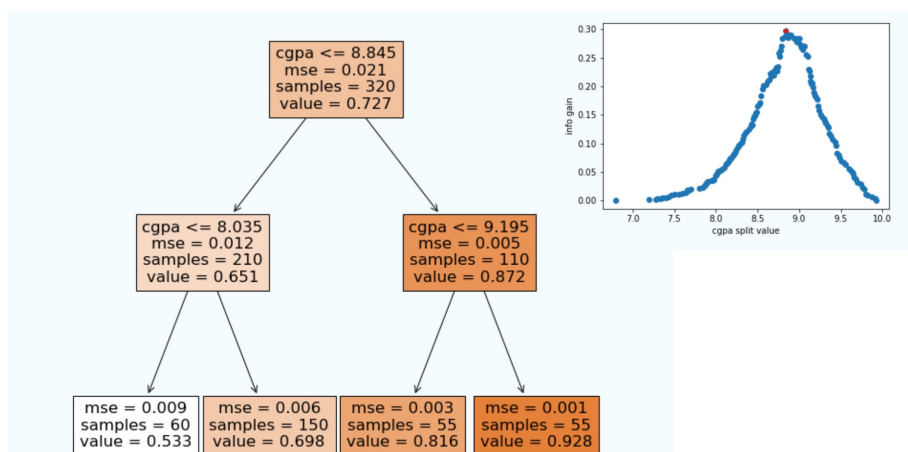 cgpa <= 8.845
mse = 0.021
samples = 320
value = 0.727
cgpa <= 8.035
mse = 0.012
samples = 210
value = 0.651
cgpa <= 9.195
mse = 0.005
samples = 110
value = 0.872
mse = 0.009
samples = 60
value = 0.533
mse = 0.006
samples = 150
value = 0.698
mse = 0.003
samples = 55
value = 0.816
mse = 0.001
samples = 55
value = 0.928
info gain
0.30
0.25
0.20
0.15
0.10
0.05
0.00
7.0 7.5 8.0 8.5 9.0 9.5 10.0
cgpa split value